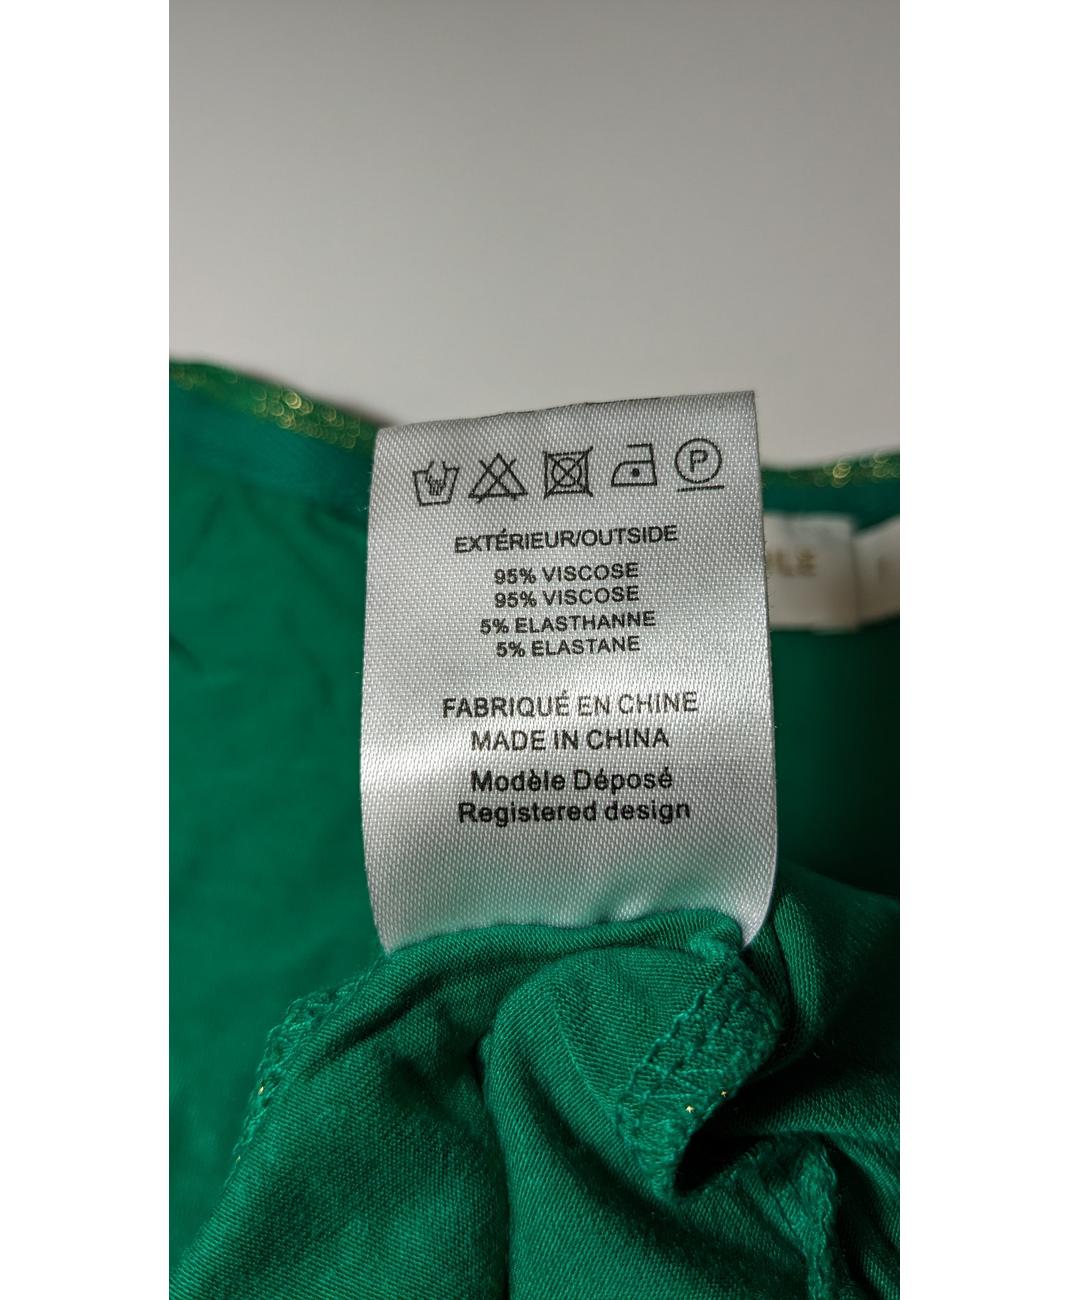 P
EXTÉRIEUR/OUTSIDE
95% VISCOSE
95% VISCOSE
5% ELASTHANNE
5% ELASTANE
FABRIQUÉ EN CHINE
MADE IN CHINA
Modèle Déposé
Registered design